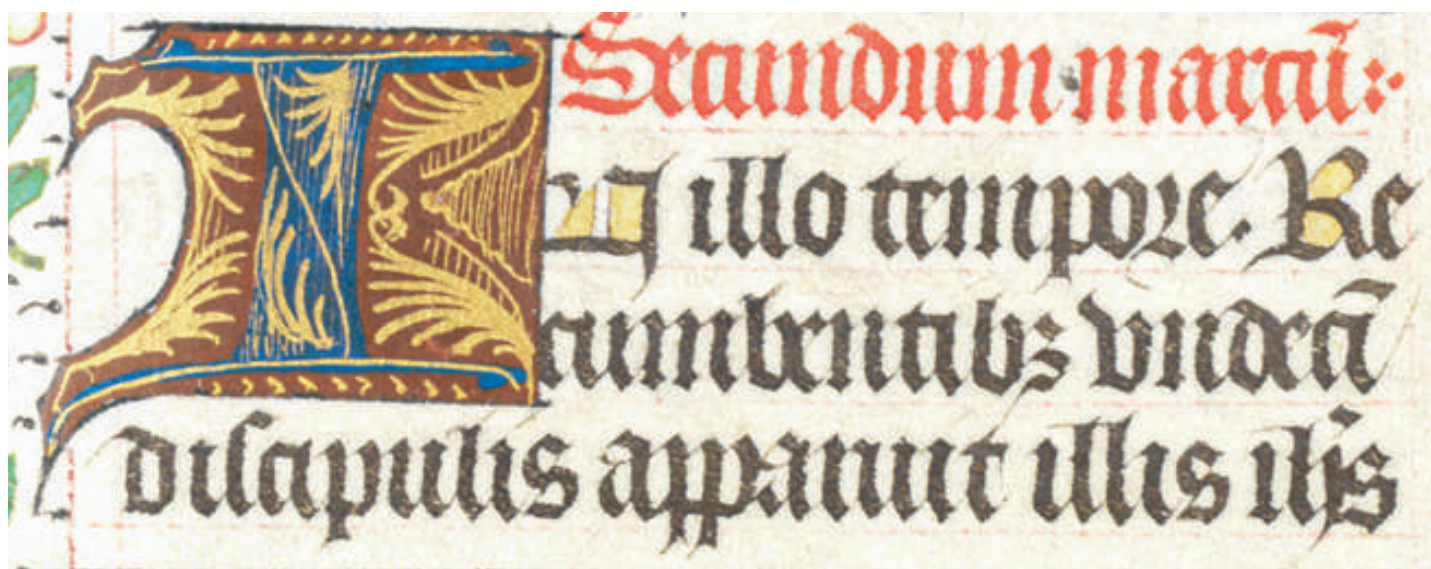 Secundum marcū:
IN illo tempore. Re
cumbentibꝫ vndecī
discipulis apparuit illis ihs̄